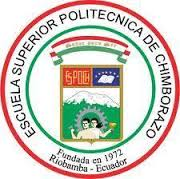 ESCUELA SUPERIOR POLITECNICA DE CHIMBORAZO
ESPOCH
Fundada en 1972
Riobamba - Ecuador